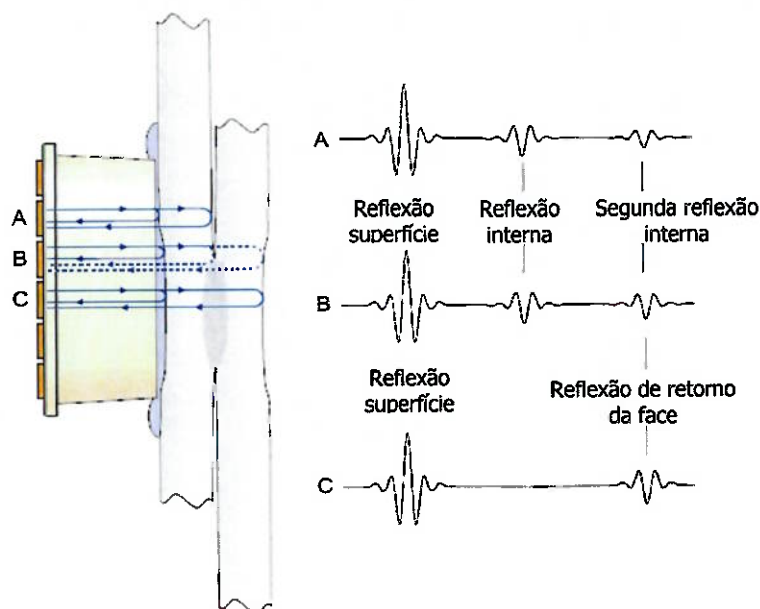 A
Reflexão
superfície
Reflexão
interna
Segunda reflexão
interna
A
B
C
B
Reflexão
superfície
Reflexão de retorno
da face
C